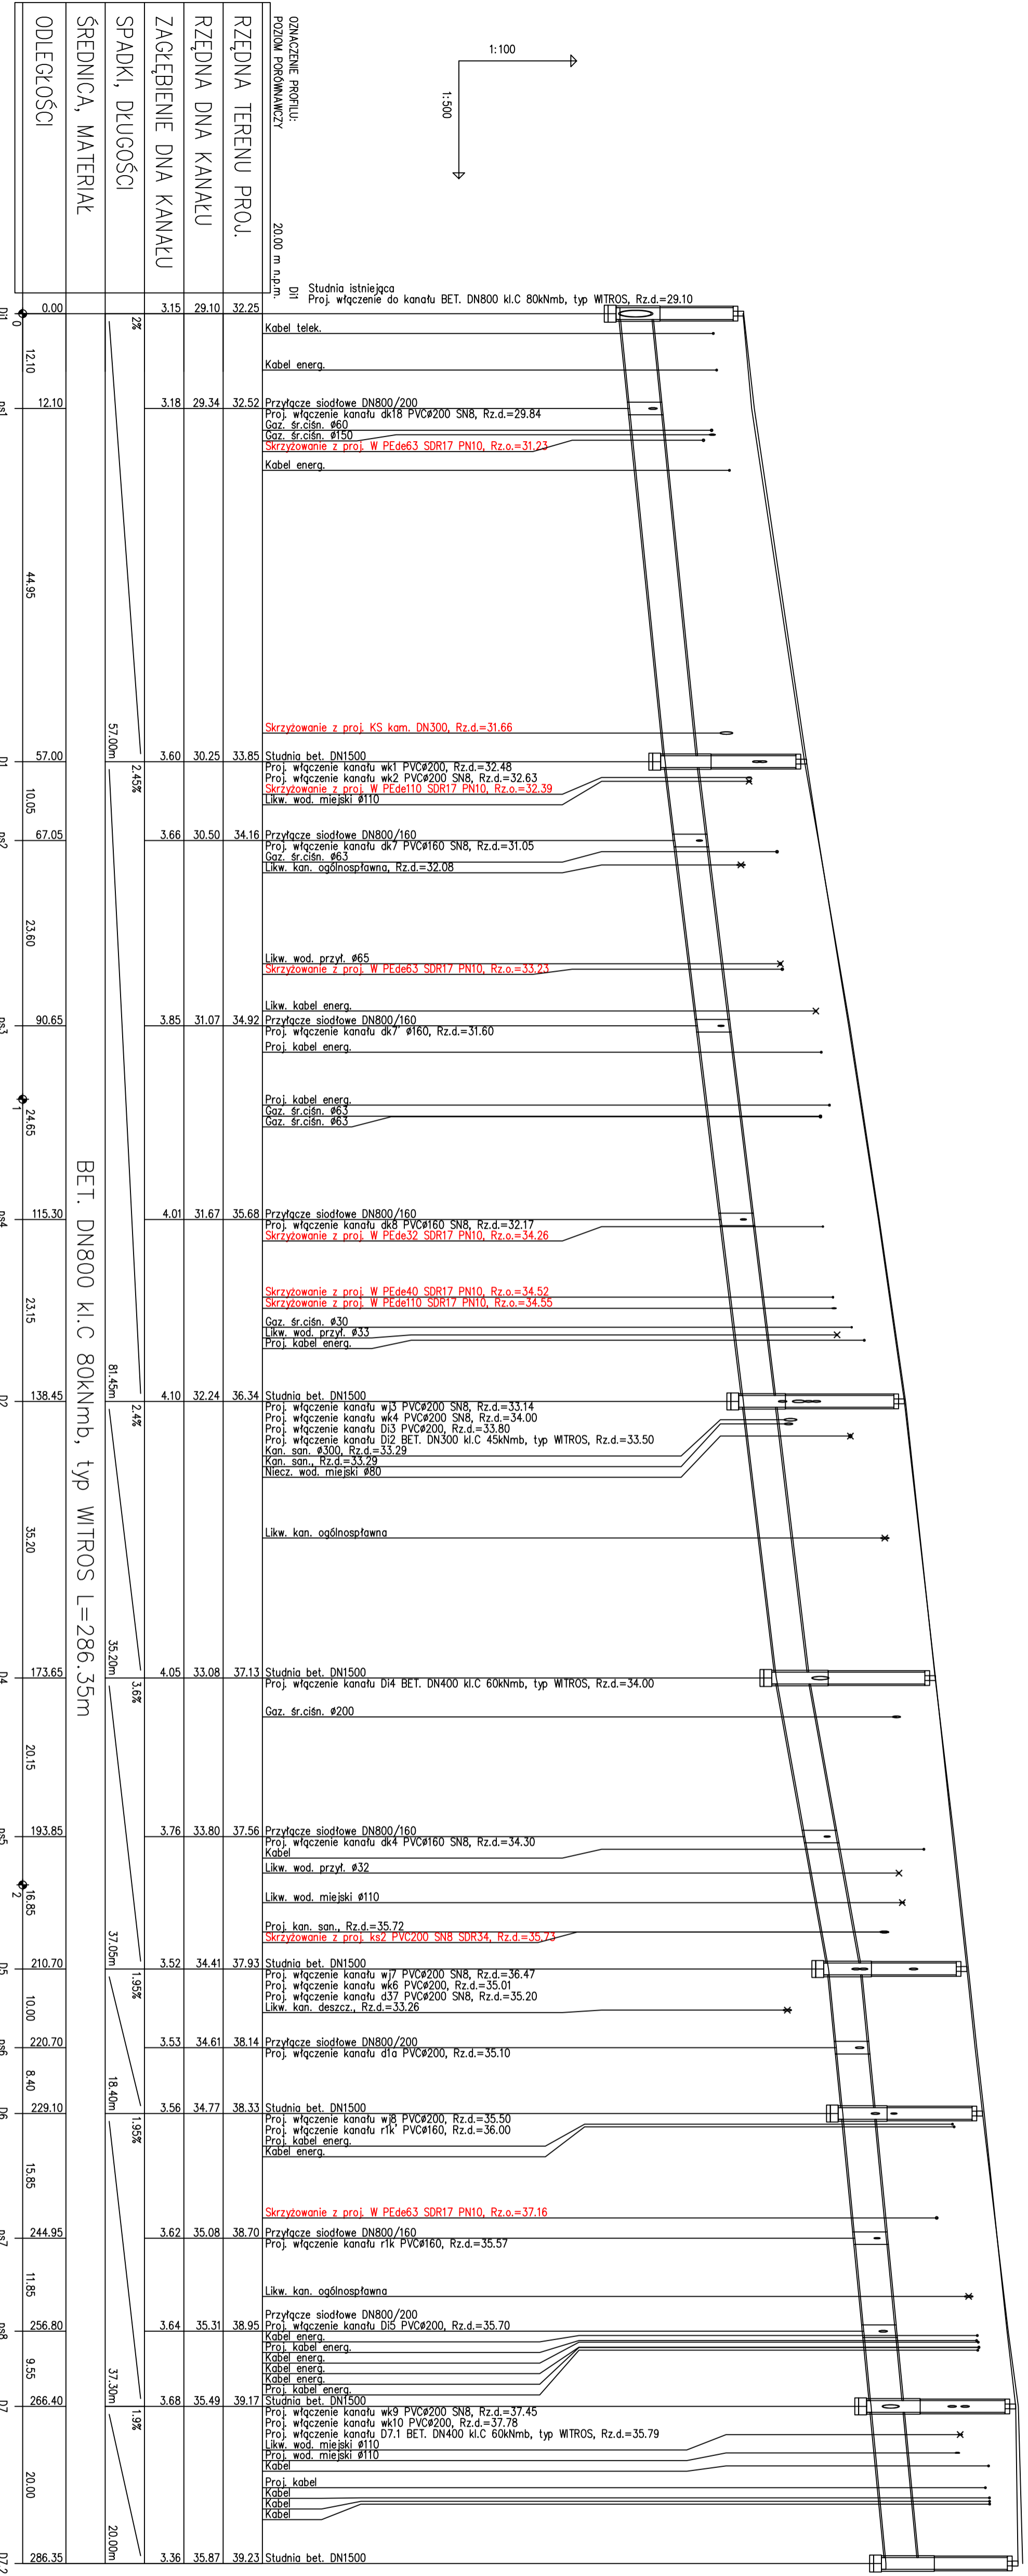 1:100
1:500
OZNACZENIE PROFILU:
POZIOM PORÓWNAWCZY
20.00 m n.p.m.
RZĘDNA TERENU PROJ.
RZĘDNA DNA KANAŁU
ZAGŁĘBIENIE DNA KANAŁU
SPADKI, DŁUGOŚCI
ŚREDNICA, MATERIAŁ
ODLEGŁOŚCI
Di1
Studnia istniejąca
Proj. włączenie do kanału BET. DN800 kl.C 80kNmb, typ WITROS, Rz.d.=29.10
0.00 3.15 29.10 32.25
Di1
0
2%
Kabel telek.
Kabel energ.
12.10
12.10 3.18 29.34 32.52 Przyłącze siodłowe DN800/200
ps1
Proj. włączenie kanału dk18 PVCø200 SN8, Rz.d.=29.84
Gaz. śr.ciśn. ø60
Gaz. śr.ciśn. ø150
Skrzyżowanie z proj. W PEde63 SDR17 PN10, Rz.o.=31.23
Kabel energ.
44.95
Skrzyżowanie z proj. KS kam. DN300, Rz.d.=31.66
57.00m
57.00 3.60 30.25 33.85 Studnia bet. DN1500
D1
2.45%
Proj. włączenie kanału wk1 PVCø200, Rz.d.=32.48
Proj. włączenie kanału wk2 PVCø200 SN8, Rz.d.=32.63
Skrzyżowanie z proj. W PEde110 SDR17 PN10, Rz.o.=32.39
Likw. wod. miejski ø110
10.05
67.05 3.66 30.50 34.16 Przyłącze siodłowe DN800/160
ps2
Proj. włączenie kanału dk7 PVCø160 SN8, Rz.d.=31.05
Gaz. śr.ciśn. ø63
Likw. kan. ogólnospławna, Rz.d.=32.08
23.60
Likw. wod. przył. ø65
Skrzyżowanie z proj. W PEde63 SDR17 PN10, Rz.o.=33.23
Likw. kabel energ.
90.65 3.85 31.07 34.92 Przyłącze siodłowe DN800/160
ps3
Proj. włączenie kanału dk7' ø160, Rz.d.=31.60
Proj. kabel energ.
Proj. kabel energ.
Gaz. śr.ciśn. ø63
Gaz. śr.ciśn. ø63
1
24.65
BET. DN800 kl.C 80kNmb, typ WITROS L=286.35m
115.30 4.01 31.67 35.68 Przyłącze siodłowe DN800/160
ps4
Proj. włączenie kanału dk8 PVCø160 SN8, Rz.d.=32.17
Skrzyżowanie z proj. W PEde32 SDR17 PN10, Rz.o.=34.26
23.15
Skrzyżowanie z proj. W PEde40 SDR17 PN10, Rz.o.=34.52
Skrzyżowanie z proj. W PEde110 SDR17 PN10, Rz.o.=34.55
Gaz. śr.ciśn. ø30
Likw. wod. przył. ø33
Proj. kabel energ.
81.45m
138.45 4.10 32.24 36.34 Studnia bet. DN1500
D2
2.4%
Proj. włączenie kanału wj3 PVCø200 SN8, Rz.d.=33.14
Proj. włączenie kanału wk4 PVCø200 SN8, Rz.d.=34.00
Proj. włączenie kanału Di3 PVCø200, Rz.d.=33.80
Proj. włączenie kanału Di2 BET. DN300 kl.C 45kNmb, typ WITROS, Rz.d.=33.50
Kan. san. ø300, Rz.d.=33.29
Kan. san., Rz.d.=33.29
Niecz. wod. miejski ø80
35.20
Likw. kan. ogólnospławna
35.20m
173.65 4.05 33.08 37.13 Studnia bet. DN1500
D4
3.6%
Proj. włączenie kanału Di4 BET. DN400 kl.C 60kNmb, typ WITROS, Rz.d.=34.00
Gaz. śr.ciśn. ø200
20.15
193.85 3.76 33.80 37.56 Przyłącze siodłowe DN800/160
ps5
Proj. włączenie kanału dk4 PVCø160 SN8, Rz.d.=34.30
Kabel
Likw. wod. przył. ø32
2
16.85
Likw. wod. miejski ø110
Proj. kan. san., Rz.d.=35.72
Skrzyżowanie z proj. ks2 PVC200 SN8 SDR34, Rz.d.=35.73
37.05m
210.70 3.52 34.41 37.93 Studnia bet. DN1500
D5
1.95%
Proj. włączenie kanału wj7 PVCø200 SN8, Rz.d.=36.47
Proj. włączenie kanału wk6 PVCø200, Rz.d.=35.01
Proj. włączenie kanału d37 PVCø200 SN8, Rz.d.=35.20
Likw. kan. deszcz., Rz.d.=33.26
10.00
220.70 3.53 34.61 38.14 Przyłącze siodłowe DN800/200
ps6
Proj. włączenie kanału d1a PVCø200, Rz.d.=35.10
8.40
18.40m
229.10 3.56 34.77 38.33 Studnia bet. DN1500
D6
1.95%
Proj. włączenie kanału wj8 PVCø200, Rz.d.=35.50
Proj. włączenie kanału r1k' PVCø160, Rz.d.=36.00
Proj. kabel energ.
Kabel energ.
15.85
Skrzyżowanie z proj. W PEde63 SDR17 PN10, Rz.o.=37.16
244.95 3.62 35.08 38.70 Przyłącze siodłowe DN800/160
ps7
Proj. włączenie kanału r1k PVCø160, Rz.d.=35.57
11.85
Likw. kan. ogólnospławna
Przyłącze siodłowe DN800/200
256.80 3.64 35.31 38.95 Proj. włączenie kanału Di5 PVCø200, Rz.d.=35.70
ps8
Kabel energ.
Proj. kabel energ.
Kabel energ.
Kabel energ.
Kabel energ.
Proj. kabel energ.
9.55
37.30m
266.40 3.68 35.49 39.17 Studnia bet. DN1500
D7
1.9%
Proj. włączenie kanału wk9 PVCø200 SN8, Rz.d.=37.45
Proj. włączenie kanału wk10 PVCø200, Rz.d.=37.78
Proj. włączenie kanału D7.1 BET. DN400 kl.C 60kNmb, typ WITROS, Rz.d.=35.79
Likw. wod. miejski ø110
Proj. wod. miejski ø110
Kabel
Proj. kabel
Kabel
Kabel
Kabel
20.00
20.00m
286.35 3.36 35.87 39.23 Studnia bet. DN1500
D7.2